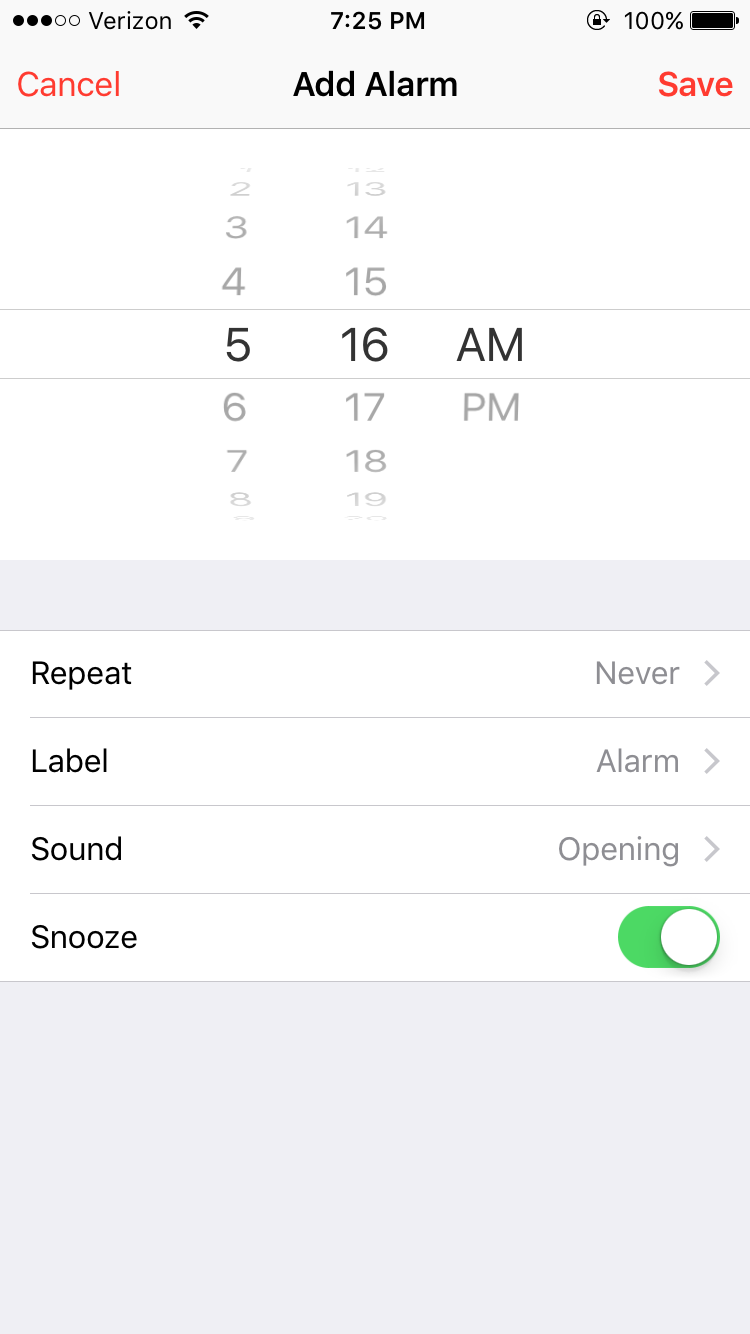 Verizon 7:25 PM 100%
Cancel Add Alarm Save
2 13
3 14
4 15
5 16 AM
6 17 PM
7 18
8 19
Repeat Never
Label Alarm
Sound Opening
Snooze